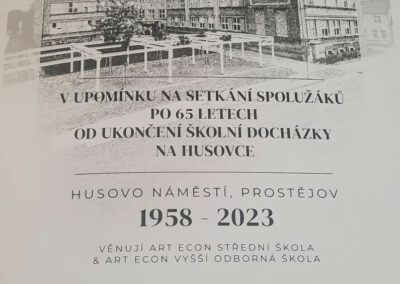 V UPOMÍNKU NA SETKÁNÍ SPOLUŽÁKŮ
PO 65 LETECH
OD UKONČENÍ ŠKOLNÍ DOCHÁZKY
NA HUSOVCE
HUSOVO NÁMĚSTÍ, PROSTĚJOV
1958 - 2023
VĚNUJÍ ART ECON STŘEDNÍ ŠKOLA
& ART ECON VYŠŠÍ ODBORNÁ ŠKOLA